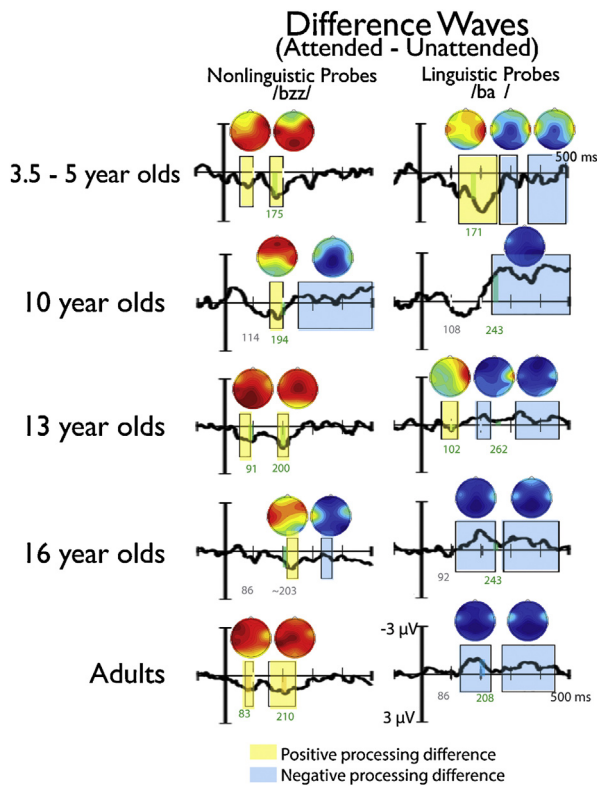 Difference Waves
(Attended - Unattended)
Nonlinguistic Probes
/bzz/
Linguistic Probes
/ba /
500 ms
3.5 - 5 year olds
175
171
10 year olds
114
194
108
243
13 year olds
91
200
102
262
16 year olds
86
~203
92
243
-3 µV
Adults
83
210
86
208
500 ms
3 µV
Positive processing difference
Negative processing difference